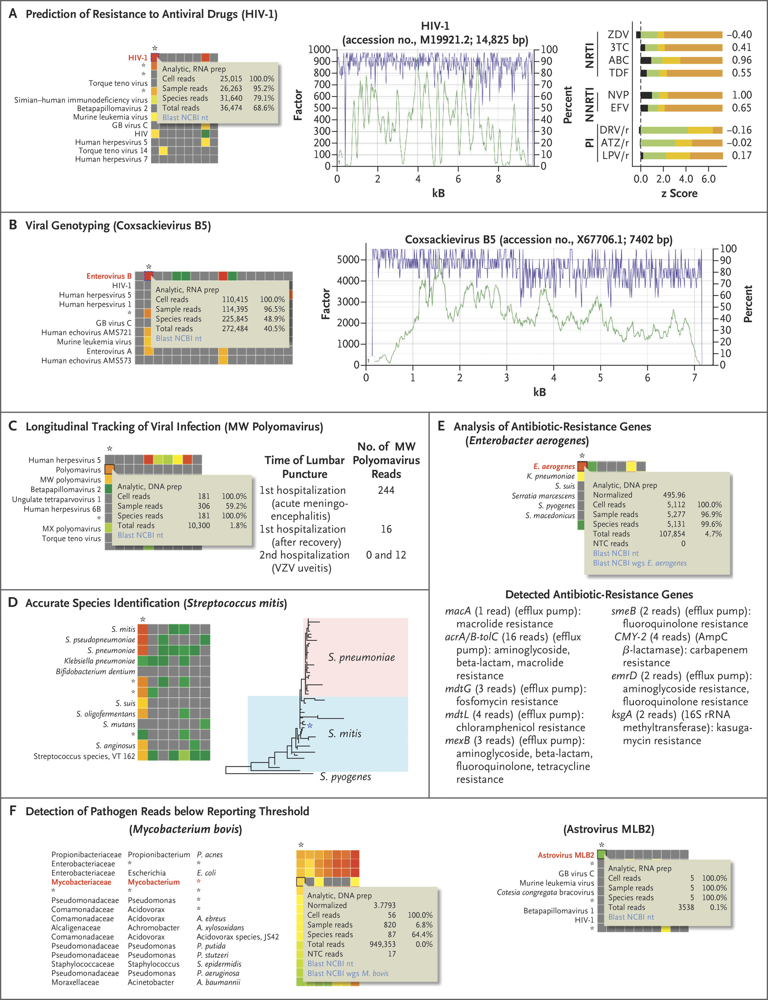 A Prediction of Resistance to Antiviral Drugs (HIV-1)
*
HIV-1
*
*
Torque teno virus
*
Simian–human immunodeficiency virus
Betapapillomavirus 2
Murine leukemia virus
GB virus C
HIV
Human herpesvirus 5
Torque teno virus 14
Human herpesvirus 7
Analytic, RNA prep
Cell reads 25,015 100.0%
Sample reads 26,263 95.2%
Species reads 31,640 79.1%
Total reads 36,474 68.6%
Blast NCBI nt
HIV-1
(accession no., M19921.2; 14,825 bp)
Factor
1000
900
800
700
600
500
400
300
200
100
0
1
0 2 4 6 8
kB
100
90
80
70
60
50
40
30
20
10
0
Percent
NRTI
ZDV –0.40
3TC 0.41
ABC 0.96
TDF 0.55
NNRTI
NVP 1.00
EFV 0.65
PI
DRV/r –0.16
ATZ/r –0.02
LPV/r 0.17
0.0 2.0 4.0 6.0
z Score
B Viral Genotyping (Coxsackievirus B5)
*
Enterovirus B
HIV-1
Human herpesvirus 5
Human herpesvirus 1
*
GB virus C
Human echovirus AMS721
Murine leukemia virus
Enterovirus A
Human echovirus AMS573
Analytic, RNA prep
Cell reads 110,415 100.0%
Sample reads 114,395 96.5%
Species reads 225,845 48.9%
Total reads 272,484 40.5%
Blast NCBI nt
Coxsackievirus B5 (accession no., X67706.1; 7402 bp)
Factor
5000
4000
3000
2000
1000
0
1
0 1 2 3 4 5 6 7
kB
100
90
80
70
60
50
40
30
20
10
0
Percent
C Longitudinal Tracking of Viral Infection (MW Polyomavirus)
*
Human herpesvirus 5
Polyomavirus
MW polyomavirus
Betapapillomavirus 2
Ungulate tetraparvovirus 1
Human herpesvirus 6B
*
MX polyomavirus
Torque teno virus
Analytic, DNA prep
Cell reads 181 100.0%
Sample reads 306 59.2%
Species reads 181 100.0%
Total reads 10,300 1.8%
Blast NCBI nt
Time of Lumbar
Puncture
No. of MW
Polyomavirus
Reads
1st hospitalization 244
(acute meningo-
encephalitis)
1st hospitalization 16
(after recovery)
2nd hospitalization 0 and 12
(VZV uveitis)
D Accurate Species Identification (Streptococcus mitis)
*
S. mitis
S. pseudopneumoniae
S. pneumoniae
Klebsiella pneumoniae
Bifidobacterium dentium
*
*
S. suis
S. oligofermentans
S. mutans
*
S. anginosus
Streptococcus species, VT 162
S. pneumoniae
*
S. mitis
S. pyogenes
E Analysis of Antibiotic-Resistance Genes
(Enterobacter aerogenes)
*
E. aerogenes
K. pneumoniae
S. suis
Serratia marcescens
S. pyogenes
S. macedonicus
Analytic, DNA prep
Normalized 495.96
Cell reads 5,112 100.0%
Sample reads 5,277 96.9%
Species reads 5,131 99.6%
Total reads 107,854 4.7%
NTC reads 0
Blast NCBI nt
Blast NCBI wgs E. aerogenes
Detected Antibiotic-Resistance Genes
macA (1 read) (efflux pump):
macrolide resistance
acrA/B-tolC (16 reads) (efflux
pump): aminoglycoside,
beta-lactam, macrolide
resistance
mdtG (3 reads) (efflux pump):
fosfomycin resistance
mdtL (4 reads) (efflux pump):
chloramphenicol resistance
mexB (3 reads) (efflux pump):
aminoglycoside, beta-lactam,
fluoroquinolone, tetracycline
resistance
smeB (2 reads) (efflux pump):
fluoroquinolone resistance
CMY-2 (4 reads) (AmpC
β-lactamase): carbapenem
resistance
emrD (2 reads) (efflux pump):
aminoglycoside resistance,
fluoroquinolone resistance
ksgA (2 reads) (16S rRNA
methyltransferase): kasuga-
mycin resistance
F Detection of Pathogen Reads below Reporting Threshold
(Mycobacterium bovis)
*
Propionibacteriaceae Propionibacterium P. acnes
Enterobacteriaceae * *
Enterobacteriaceae Escherichia E. coli
Mycobacteriaceae Mycobacterium *
* * *
Pseudomonadaceae Pseudomonas *
Comamonadaceae Acidovorax *
Comamonadaceae Acidovorax A. ebreus
Alcaligenaceae Achromobacter A. xylosoxidans
Comamonadaceae Acidovorax Acidovorax species, JS42
Pseudomonadaceae Pseudomonas P. putida
Pseudomonadaceae Pseudomonas P. stutzeri
Staphylococcaceae Staphylococcus S. epidermidis
Pseudomonadaceae Pseudomonas P. aeruginosa
Moraxellaceae Acinetobacter A. baumannii
Analytic, DNA prep
Normalized 3.7793
Cell reads 56 100.0%
Sample reads 820 6.8%
Species reads 87 64.4%
Total reads 949,353 0.0%
NTC reads 17
Blast NCBI nt
Blast NCBI wgs M. bovis
(Astrovirus MLB2)
*
Astrovirus MLB2
*
GB virus C
Murine leukemia virus
Cotesia congregata bracovirus
*
Betapapillomavirus 1
HIV-1
*
Analytic, RNA prep
Cell reads 5 100.0%
Sample reads 5 100.0%
Species reads 5 100.0%
Total reads 3538 0.1%
Blast NCBI nt